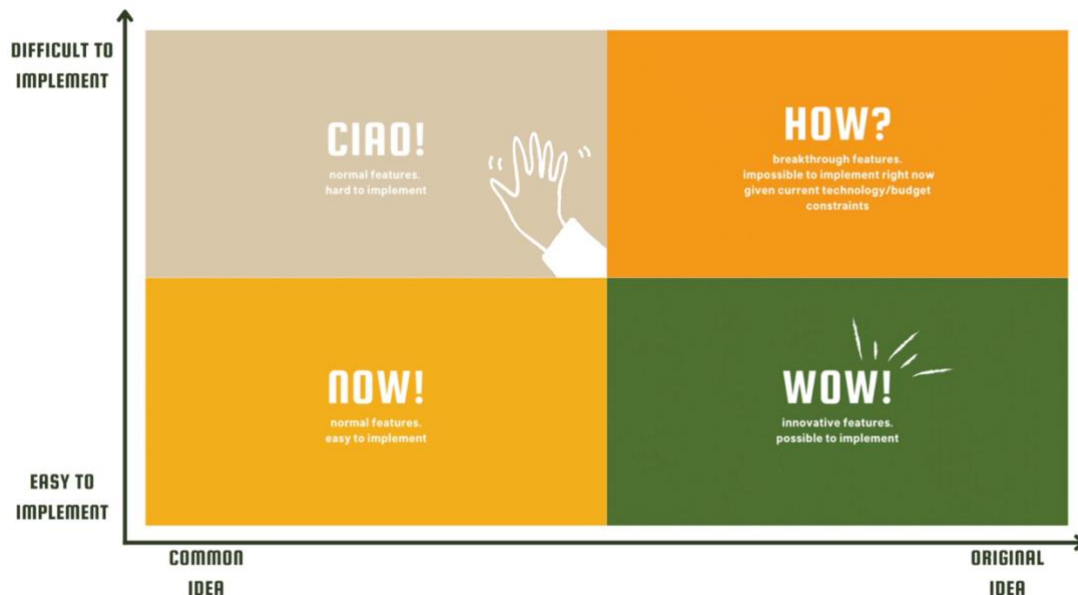 DIFFICULT TO
IMPLEMENT
CIAO!
normal features.
hard to implement
HOW?
breakthrough features.
impossible to implement right now
given current technology/budget
constraints
NOW!
normal features.
easy to implement
WOW!
innovative features.
possible to implement
EASY TO
IMPLEMENT
COMMON
IDEA
ORIGINAL
IDEA